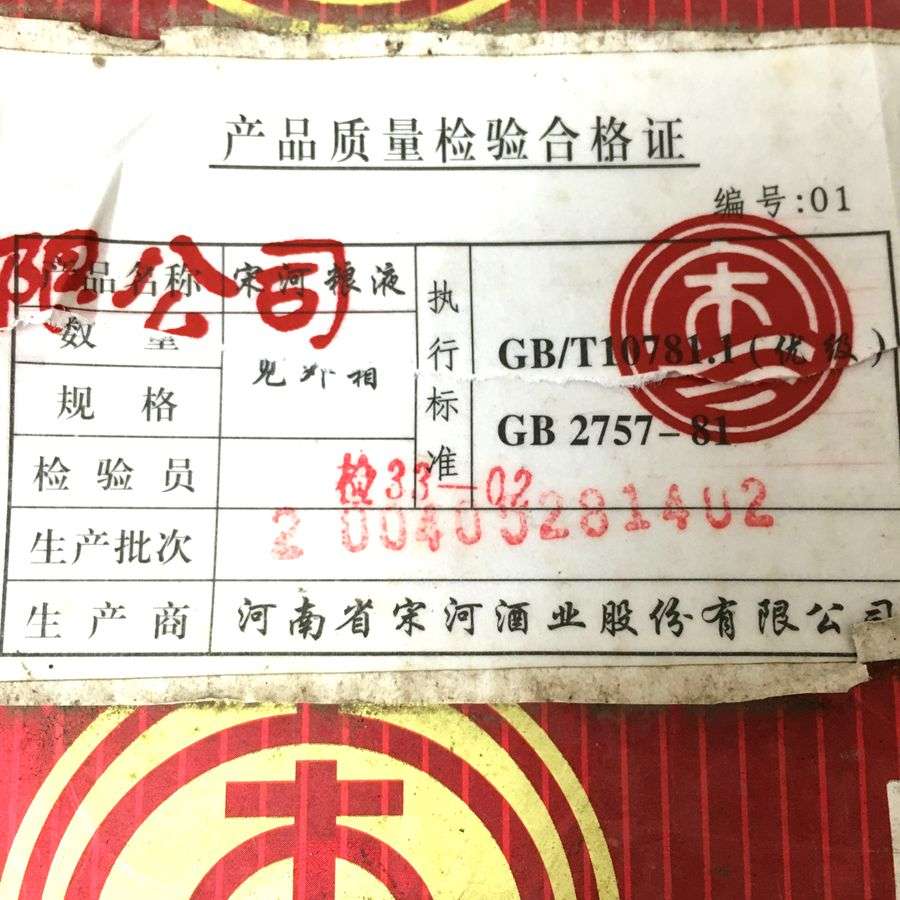 产品质量检验合格证
编号:01
限公司
产品名称 宋河粮液 执行标准 GB/T10781.1(优级)
数量 见外相
规格 GB 2757-81
检验员 检33-02
生产批次 200405281402
生产商 河南省宋河酒业股份有限公司